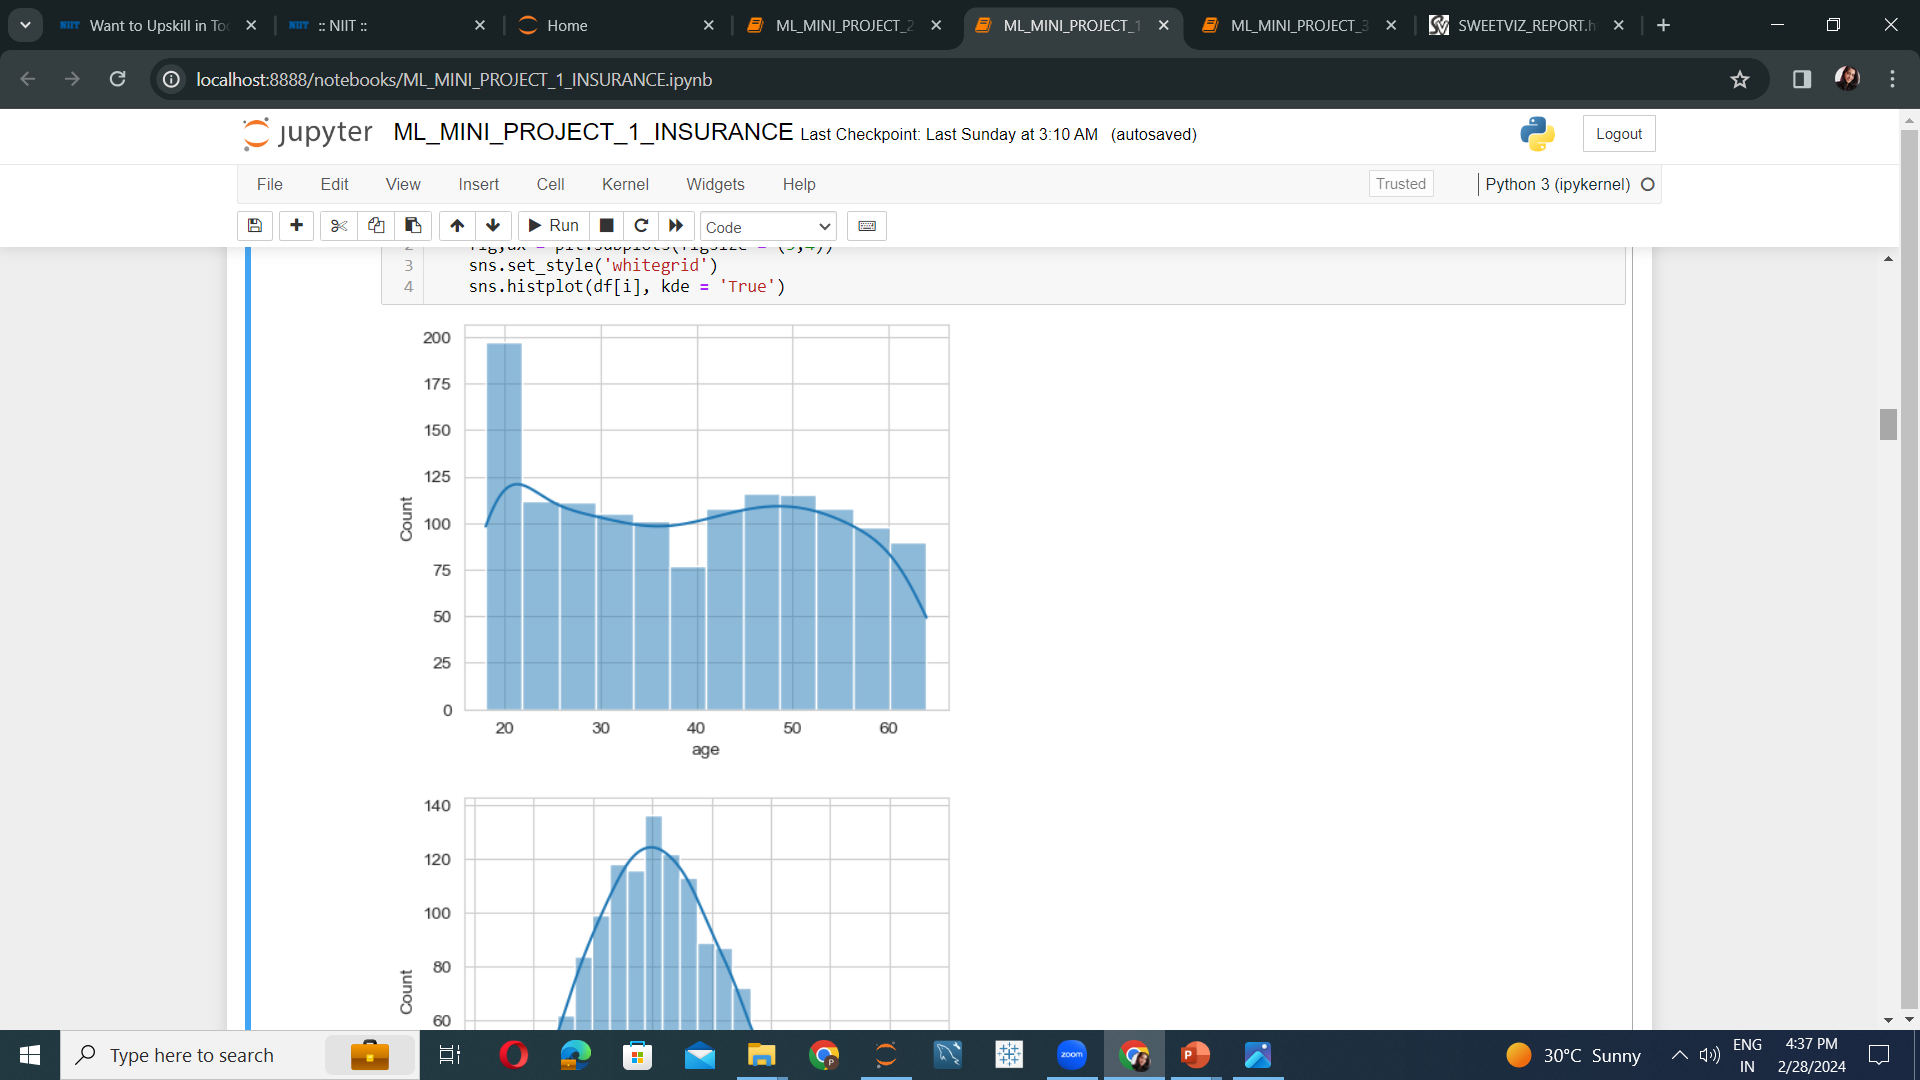 Want to Upskill in Too
:: NIIT ::
Home
ML_MINI_PROJECT_2
ML_MINI_PROJECT_1
ML_MINI_PROJECT_3
SWEETVIZ_REPORT.h
localhost:8888/notebooks/ML_MINI_PROJECT_1_INSURANCE.ipynb
jupyter ML_MINI_PROJECT_1_INSURANCE Last Checkpoint: Last Sunday at 3:10 AM (autosaved)
Logout
File Edit View Insert Cell Kernel Widgets Help
Trusted
Python 3 (ipykernel)
Run
Code
3 sns.set_style('whitegrid')
4 sns.histplot(df[i], kde = 'True')
200
175
150
125
100
75
50
25
0
Count
20 30 40 50 60
age
140
120
100
80
60
Count
Type here to search
zoom
30°C Sunny
ENG
IN
4:37 PM
2/28/2024